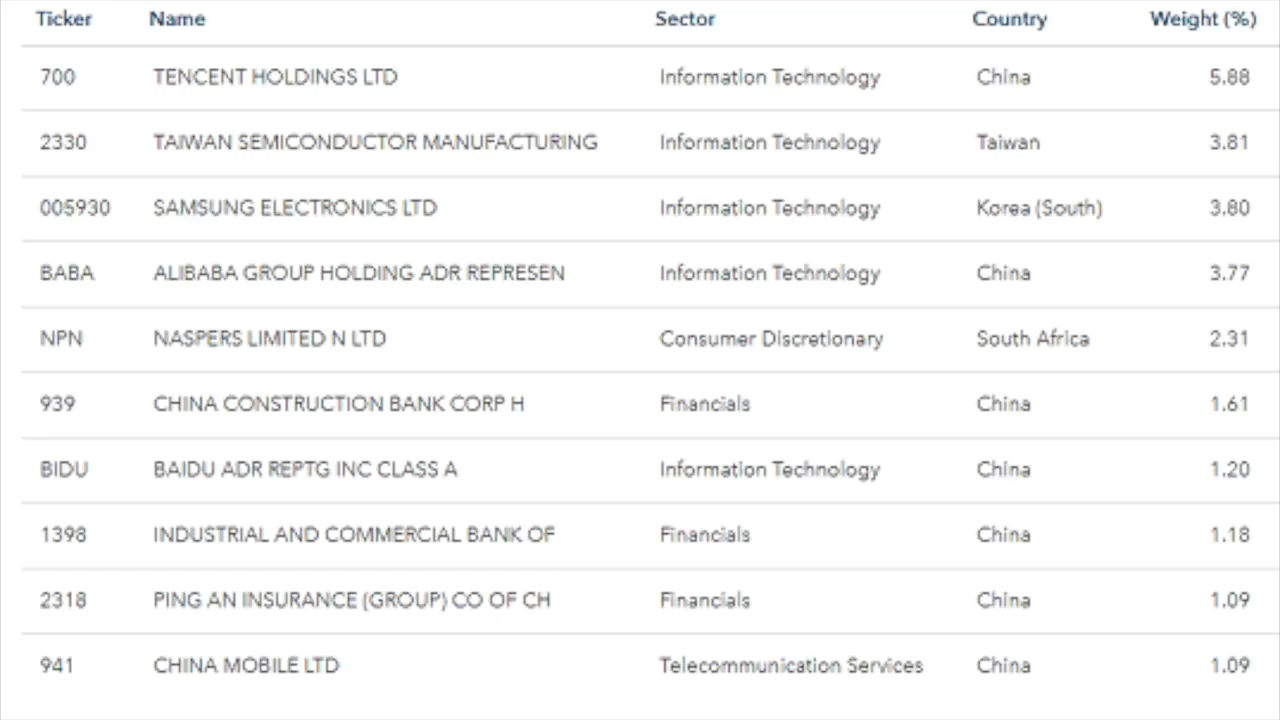 Ticker Name Sector Country Weight (%)
700 TENCENT HOLDINGS LTD Information Technology China 5.88
2330 TAIWAN SEMICONDUCTOR MANUFACTURING Information Technology Taiwan 3.81
005930 SAMSUNG ELECTRONICS LTD Information Technology Korea (South) 3.80
BABA ALIBABA GROUP HOLDING ADR REPRESEN Information Technology China 3.77
NPN NASPERS LIMITED N LTD Consumer Discretionary South Africa 2.31
939 CHINA CONSTRUCTION BANK CORP H Financials China 1.61
BIDU BAIDU ADR REPTG INC CLASS A Information Technology China 1.20
1398 INDUSTRIAL AND COMMERCIAL BANK OF Financials China 1.18
2318 PING AN INSURANCE (GROUP) CO OF CH Financials China 1.09
941 CHINA MOBILE LTD Telecommunication Services China 1.09